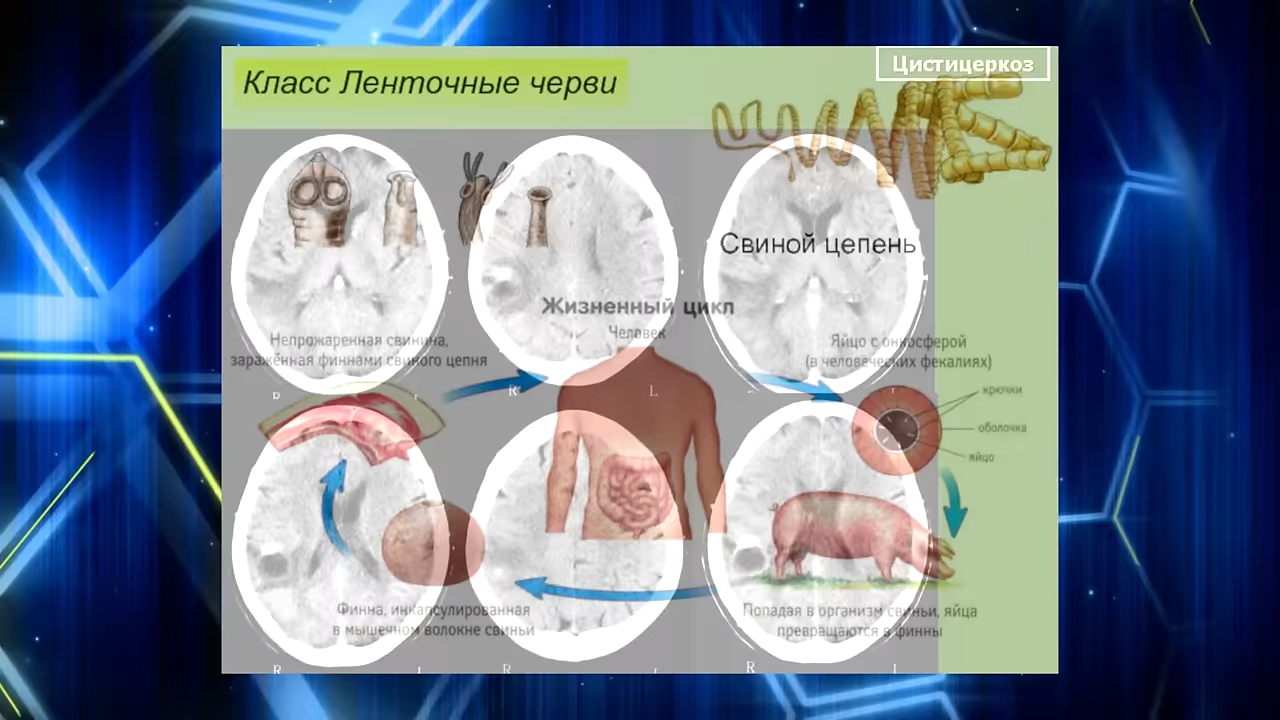 Цистицеркоз
Класс Ленточные черви
Свиной цепень
Жизненный цикл
Человек
Непрожаренная свинина,
заражённая финнами свиного цепня
Яйцо с онкосферой
(в человеческих фекалиях)
крючки
оболочка
яйцо
R L
R L
Финна, инкапсулированная
в мышечном волокне свиньи
Попадая в организм свиньи, яйца
превращаются в финны
R L R L R L